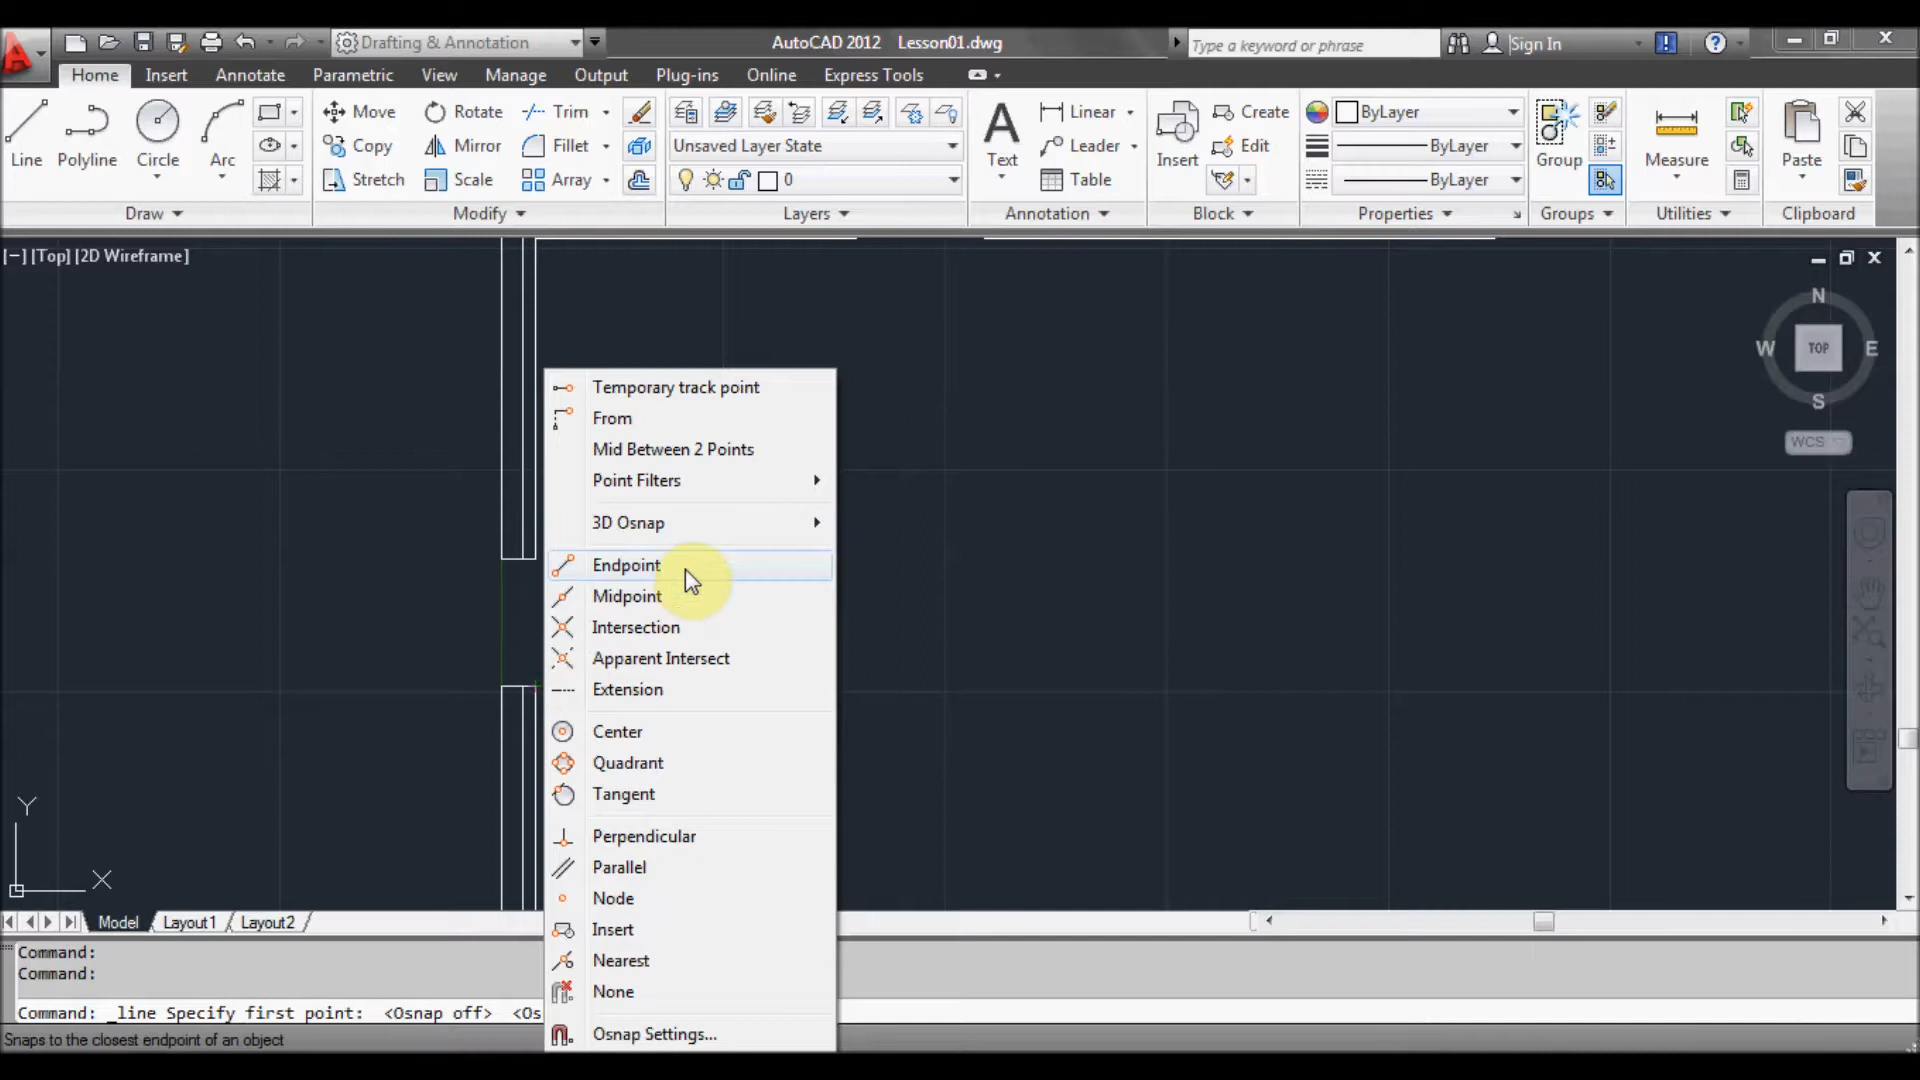 Drafting & Annotation
AutoCAD 2012 Lesson01.dwg
Type a keyword or phrase
Sign In
Home Insert Annotate Parametric View Manage Output Plug-ins Online Express Tools
Line Polyline Circle Arc
Draw
Move Rotate Trim
Copy Mirror Fillet
Stretch Scale Array
Modify
Unsaved Layer State
0
Layers
Text
Linear
Leader
Table
Annotation
Insert
Create
Edit
Block
ByLayer
ByLayer
ByLayer
Properties
Group
Groups
Measure
Utilities
Paste
Clipboard
[−] [Top] [2D Wireframe]
N
W TOP E
S
WCS
Temporary track point
From
Mid Between 2 Points
Point Filters
3D Osnap
Endpoint
Midpoint
Intersection
Apparent Intersect
Extension
Center
Quadrant
Tangent
Perpendicular
Parallel
Node
Insert
Nearest
None
Osnap Settings...
Y
X
Model Layout1 Layout2
Command:
Command:
Command: _line Specify first point: <Osnap off> <Os
Snaps to the closest endpoint of an object